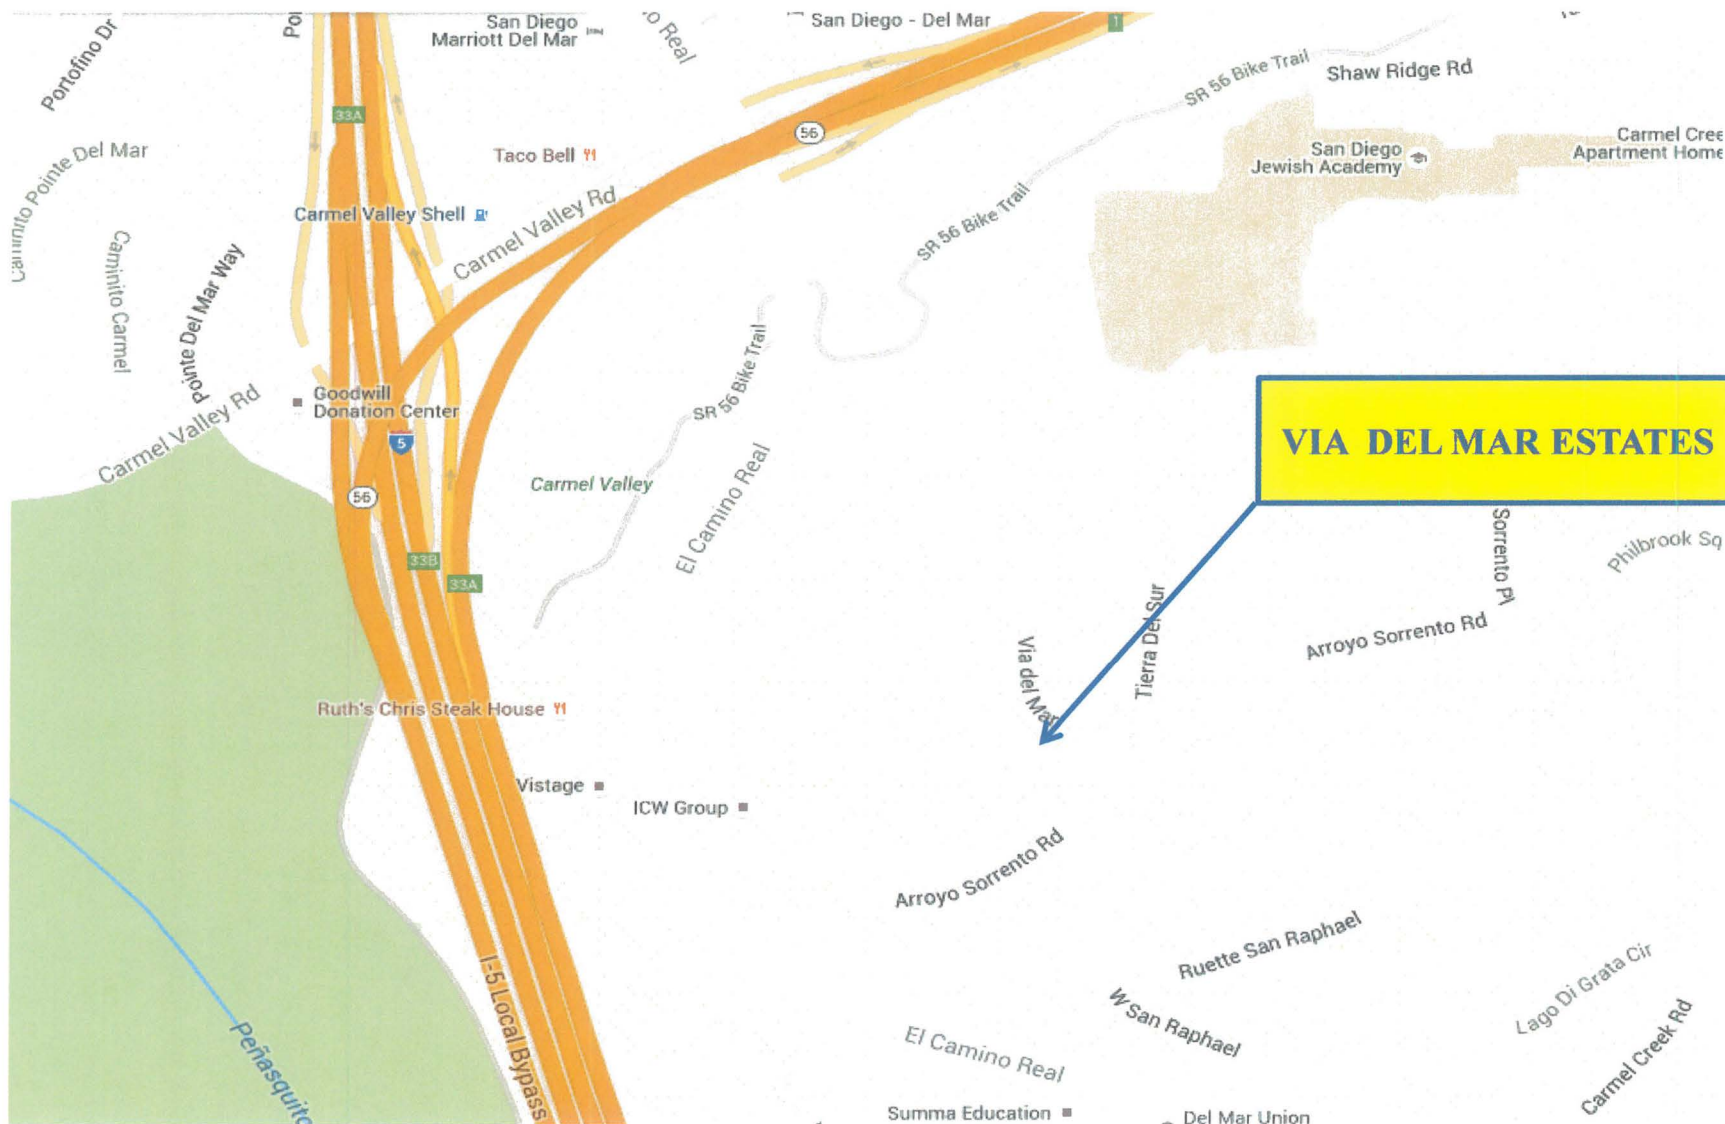 San Diego
Marriott Del Mar
San Diego - Del Mar
1
Portofino Dr
Real
SR 56 Bike Trail
Shaw Ridge Rd
33A
56
Taco Bell
San Diego
Jewish Academy
Carmel Cree
Apartment Home
Caminito Pointe Del Mar
Carmel Valley Shell
Carmel Valley Rd
SR 56 Bike Trail
Caminito Carmel
Pointe Del Mar Way
Goodwill
Donation Center
SR 56 Bike Trail
Carmel Valley Rd
5
VIA DEL MAR ESTATES
56
Carmel Valley
El Camino Real
33B
33A
Sorrento Pl
Philbrook Sq
Tierra Del Sur
Arroyo Sorrento Rd
Via del Mar
Ruth's Chris Steak House
Vistage
ICW Group
Arroyo Sorrento Rd
Ruette San Raphael
W San Raphael
Lago Di Grata Cir
Carmel Creek Rd
I-5 Local Bypass
Peñasquito
El Camino Real
Summa Education
Del Mar Union